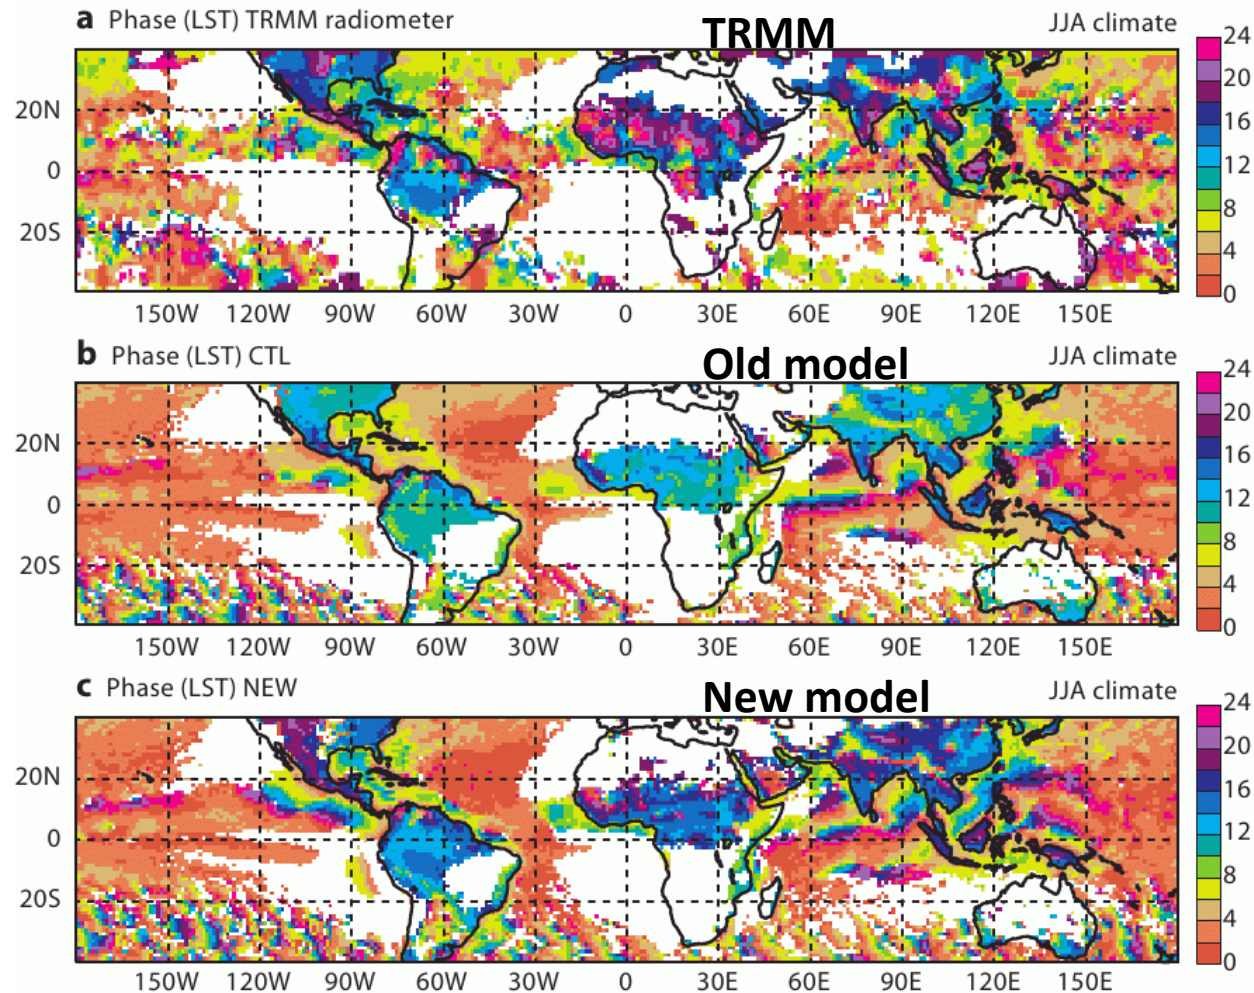 a Phase (LST) TRMM radiometer TRMM JJA climate
24
20N 20
16
0 12
8
20S 4
0
150W 120W 90W 60W 30W 0 30E 60E 90E 120E 150E
b Phase (LST) CTL Old model JJA climate
24
20N 20
16
0 12
8
20S 4
0
150W 120W 90W 60W 30W 0 30E 60E 90E 120E 150E
c Phase (LST) NEW New model JJA climate
24
20N 20
16
0 12
8
20S 4
0
150W 120W 90W 60W 30W 0 30E 60E 90E 120E 150E